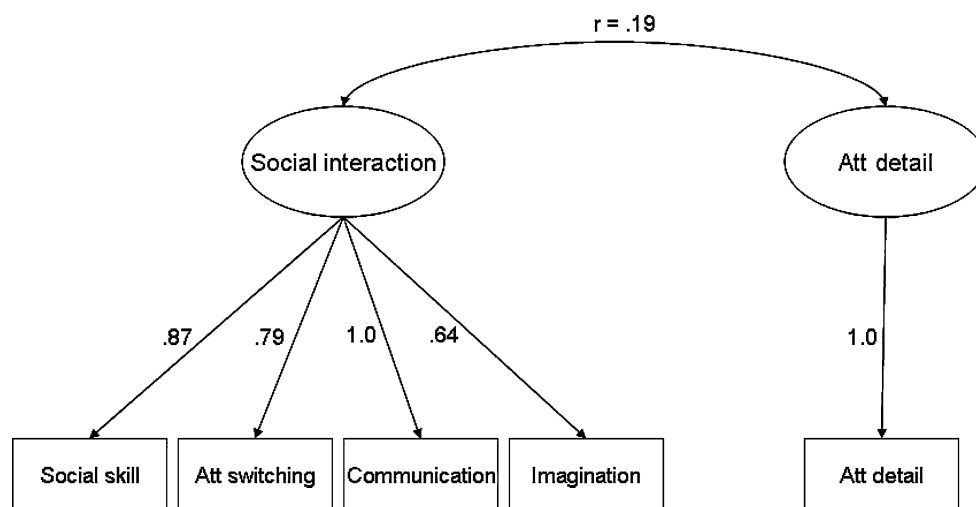 r = .19
Social interaction
Att detail
.87
.79
1.0
.64
1.0
Social skill
Att switching
Communication
Imagination
Att detail